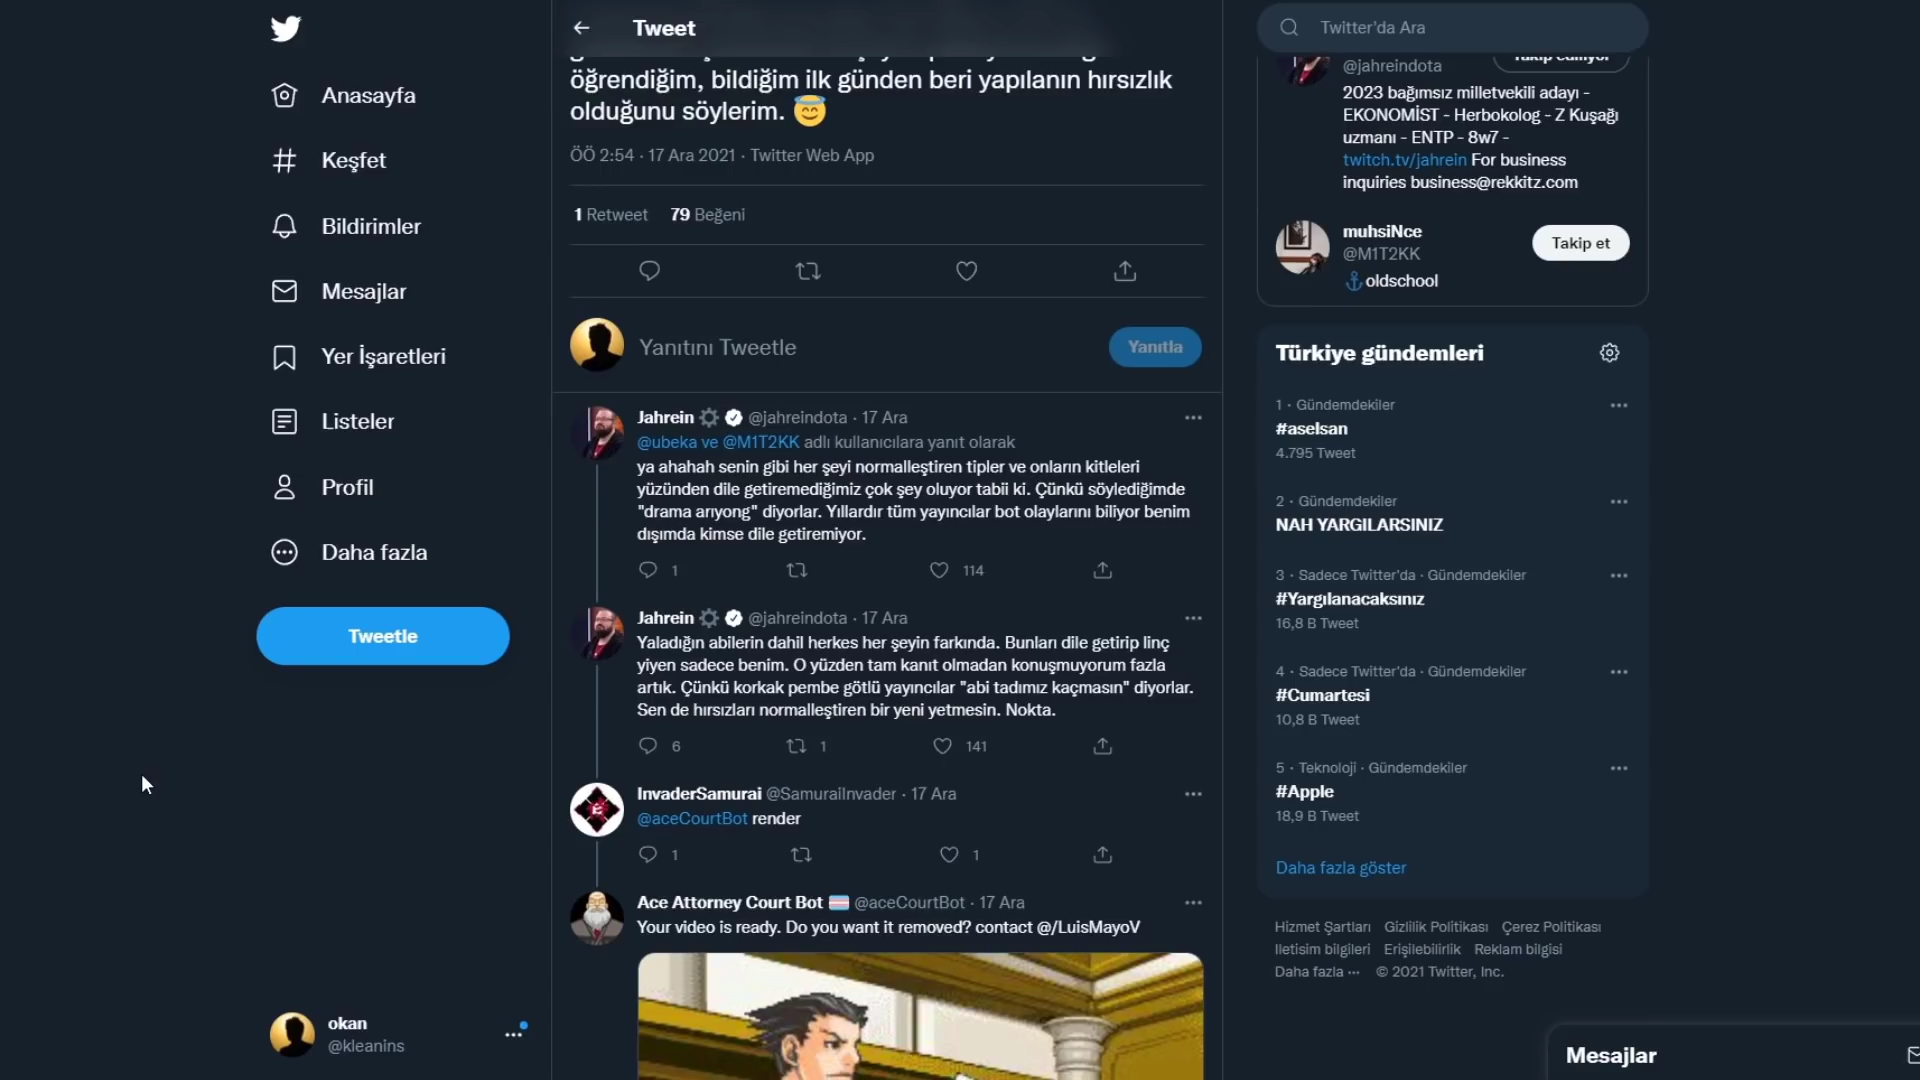 Anasayfa
Keşfet
Bildirimler
Mesajlar
Yer İşaretleri
Listeler
Profil
Daha fazla
Tweetle
okan
@kleanins
Tweet
öğrendiğim, bildiğim ilk günden beri yapılanın hırsızlık
olduğunu söylerim. 😇
ÖÖ 2:54 · 17 Ara 2021 · Twitter Web App
1 Retweet 79 Beğeni
Yanıtını Tweetle
Yanıtla
Jahrein @jahreindota · 17 Ara
@ubeka ve @M1T2KK adlı kullanıcılara yanıt olarak
ya ahahah senin gibi her şeyi normalleştiren tipler ve onların kitleleri
yüzünden dile getiremediğimiz çok şey oluyor tabii ki. Çünkü söylediğimde
"drama arıyong" diyorlar. Yıllardır tüm yayıncılar bot olaylarını biliyor benim
dışımda kimse dile getiremiyor.
1 114
Jahrein @jahreindota · 17 Ara
Yaladığın abilerin dahil herkes her şeyin farkında. Bunları dile getirip linç
yiyen sadece benim. O yüzden tam kanıt olmadan konuşmuyorum fazla
artık. Çünkü korkak pembe götlü yayıncılar "abi tadımız kaçmasın" diyorlar.
Sen de hırsızları normalleştiren bir yeni yetmesin. Nokta.
6 1 141
InvaderSamurai @SamuraiInvader · 17 Ara
@aceCourtBot render
1 1
Ace Attorney Court Bot @aceCourtBot · 17 Ara
Your video is ready. Do you want it removed? contact @/LuisMayoV
Twitter'da Ara
@jahreindota
Takip ediliyor
2023 bağımsız milletvekili adayı -
EKONOMİST - Herbokolog - Z Kuşağı
uzmanı - ENTP - 8w7 -
twitch.tv/jahrein For business
inquiries business@rekkitz.com
muhsiNce
@M1T2KK
Takip et
⚓oldschool
Türkiye gündemleri
1 · Gündemdekiler
#aselsan
4.795 Tweet
2 · Gündemdekiler
NAH YARGILARSINIZ
3 · Sadece Twitter'da · Gündemdekiler
#Yargılanacaksınız
16,8 B Tweet
4 · Sadece Twitter'da · Gündemdekiler
#Cumartesi
10,8 B Tweet
5 · Teknoloji · Gündemdekiler
#Apple
18,9 B Tweet
Daha fazla göster
Hizmet Şartları Gizlilik Politikası Çerez Politikası
Iletisim bilgileri Erişilebilirlik Reklam bilgisi
Daha fazla ··· © 2021 Twitter, Inc.
Mesajlar